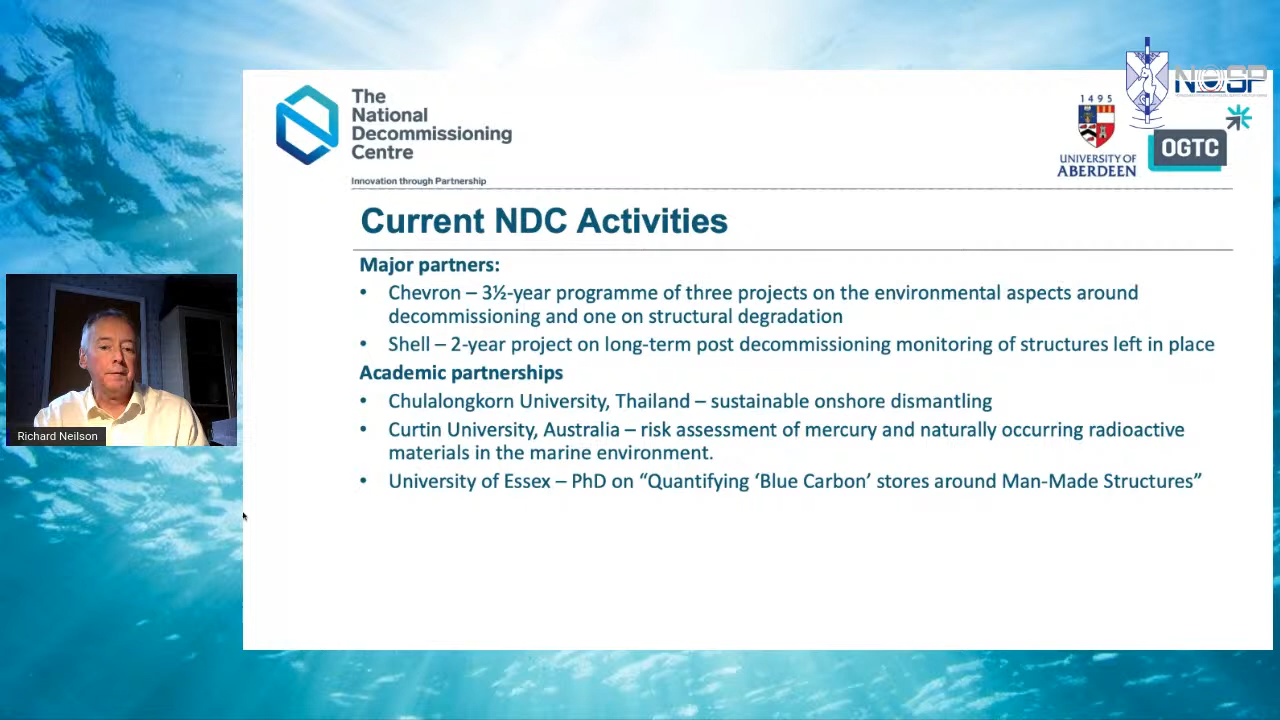 The
National
Decommissioning
Centre
Innovation through Partnership
1495
UNIVERSITY OF
ABERDEEN
OGTC
NOSP
Current NDC Activities
Major partners:
• Chevron – 3½-year programme of three projects on the environmental aspects around
decommissioning and one on structural degradation
• Shell – 2-year project on long-term post decommissioning monitoring of structures left in place
Academic partnerships
• Chulalongkorn University, Thailand – sustainable onshore dismantling
• Curtin University, Australia – risk assessment of mercury and naturally occurring radioactive
materials in the marine environment.
• University of Essex – PhD on “Quantifying ‘Blue Carbon’ stores around Man-Made Structures”
Richard Neilson